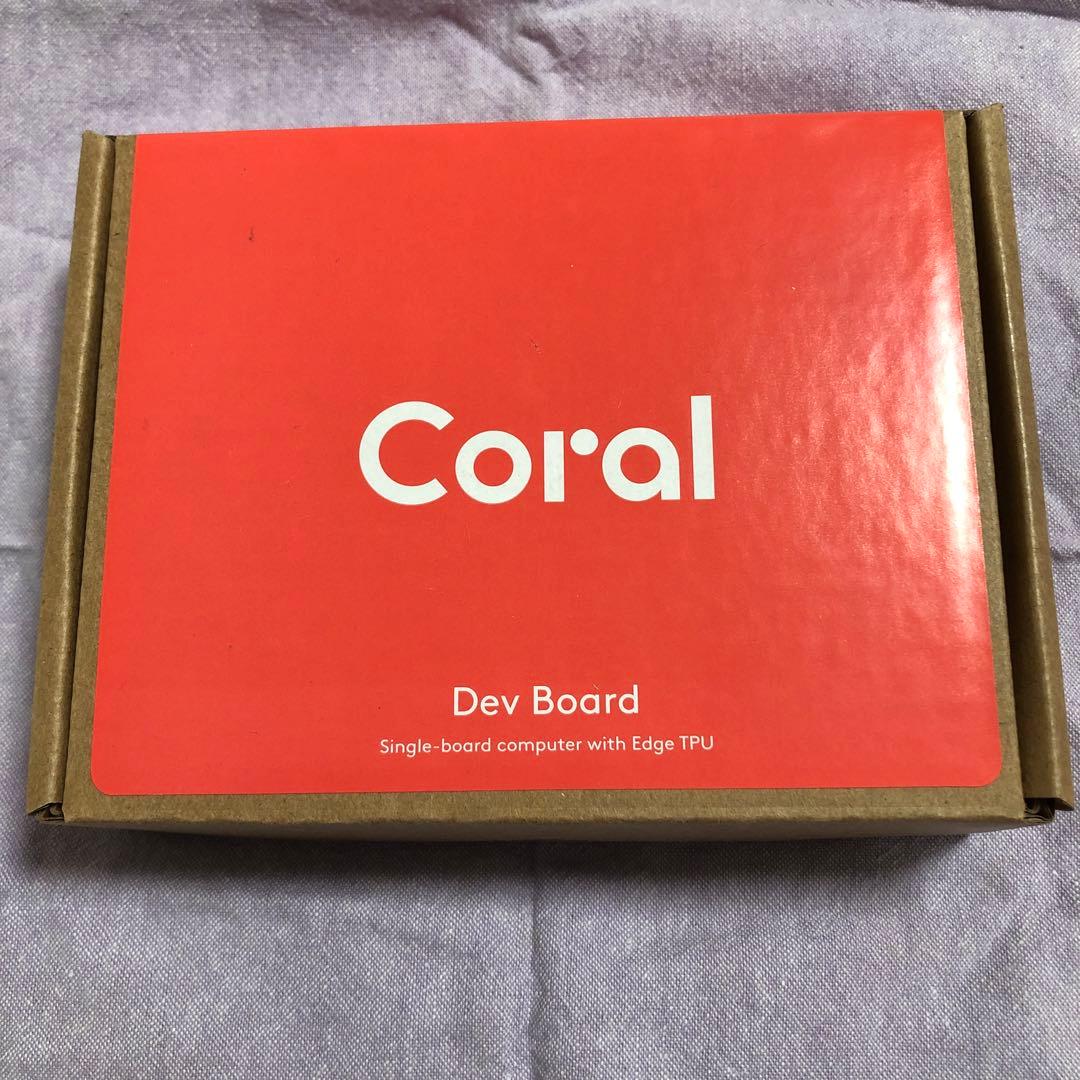 Coral
Dev Board
Single-board computer with Edge TPU